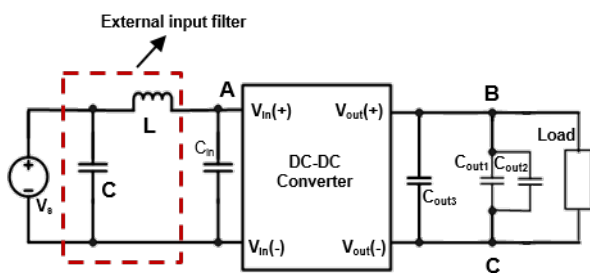 External input filter
A
B
L
C
Vs
Cin
Vin(+)
Vout(+)
DC-DC
Converter
Vin(-)
Vout(-)
Cout3
Cout1
Cout2
Load
C